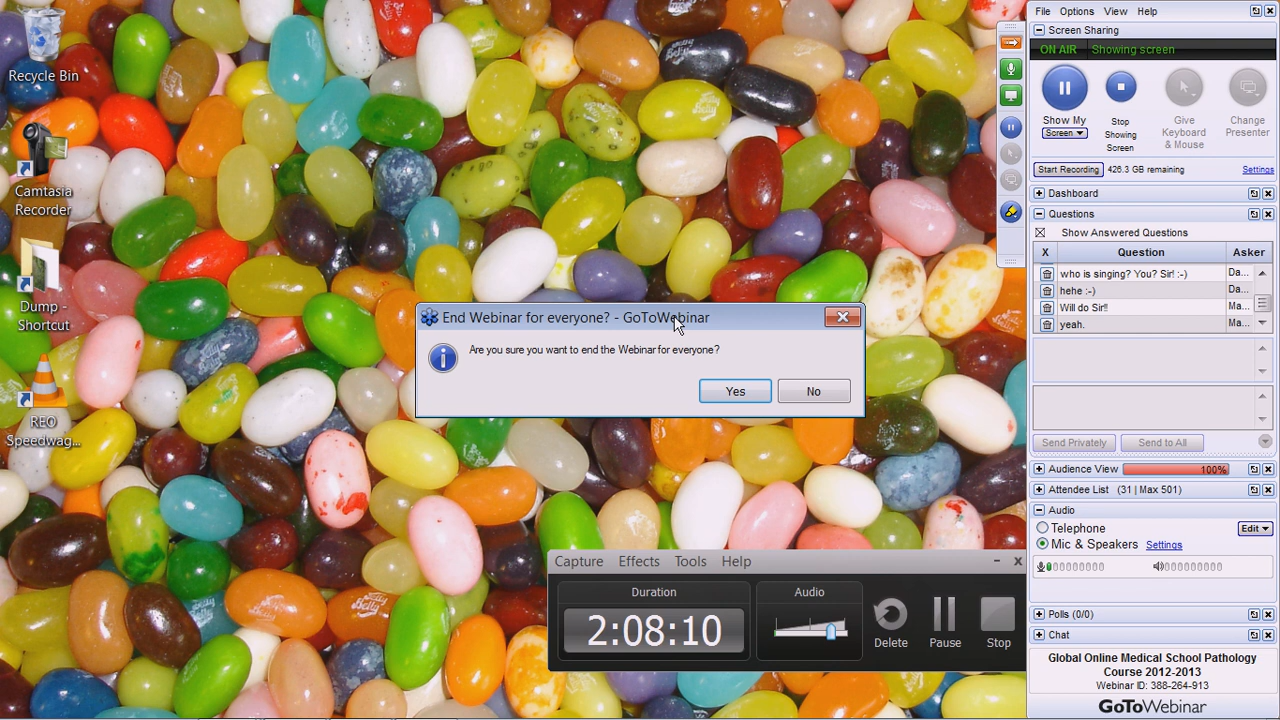 Recycle Bin
Camtasia
Recorder
Dump -
Shortcut
REO
Speedwag...
End Webinar for everyone? - GoToWebinar
Are you sure you want to end the Webinar for everyone?
Yes
No
Capture Effects Tools Help
Duration
2:08:10
Audio
Delete
Pause
Stop
File Options View Help
Screen Sharing
ON AIR Showing screen
Show My
Screen
Stop
Showing
Screen
Give
Keyboard
& Mouse
Change
Presenter
Start Recording 426.3 GB remaining Settings
Dashboard
Questions
Show Answered Questions
X Question Asker
who is singing? You? Sir! :-) Da...
hehe :-) Da...
Will do Sir!! Ma...
yeah. Ma...
Send Privately Send to All
Audience View 100%
Attendee List (31 | Max 501)
Audio
Telephone Edit
Mic & Speakers Settings
Polls (0/0)
Chat
Global Online Medical School Pathology
Course 2012-2013
Webinar ID: 388-264-913
GoToWebinar